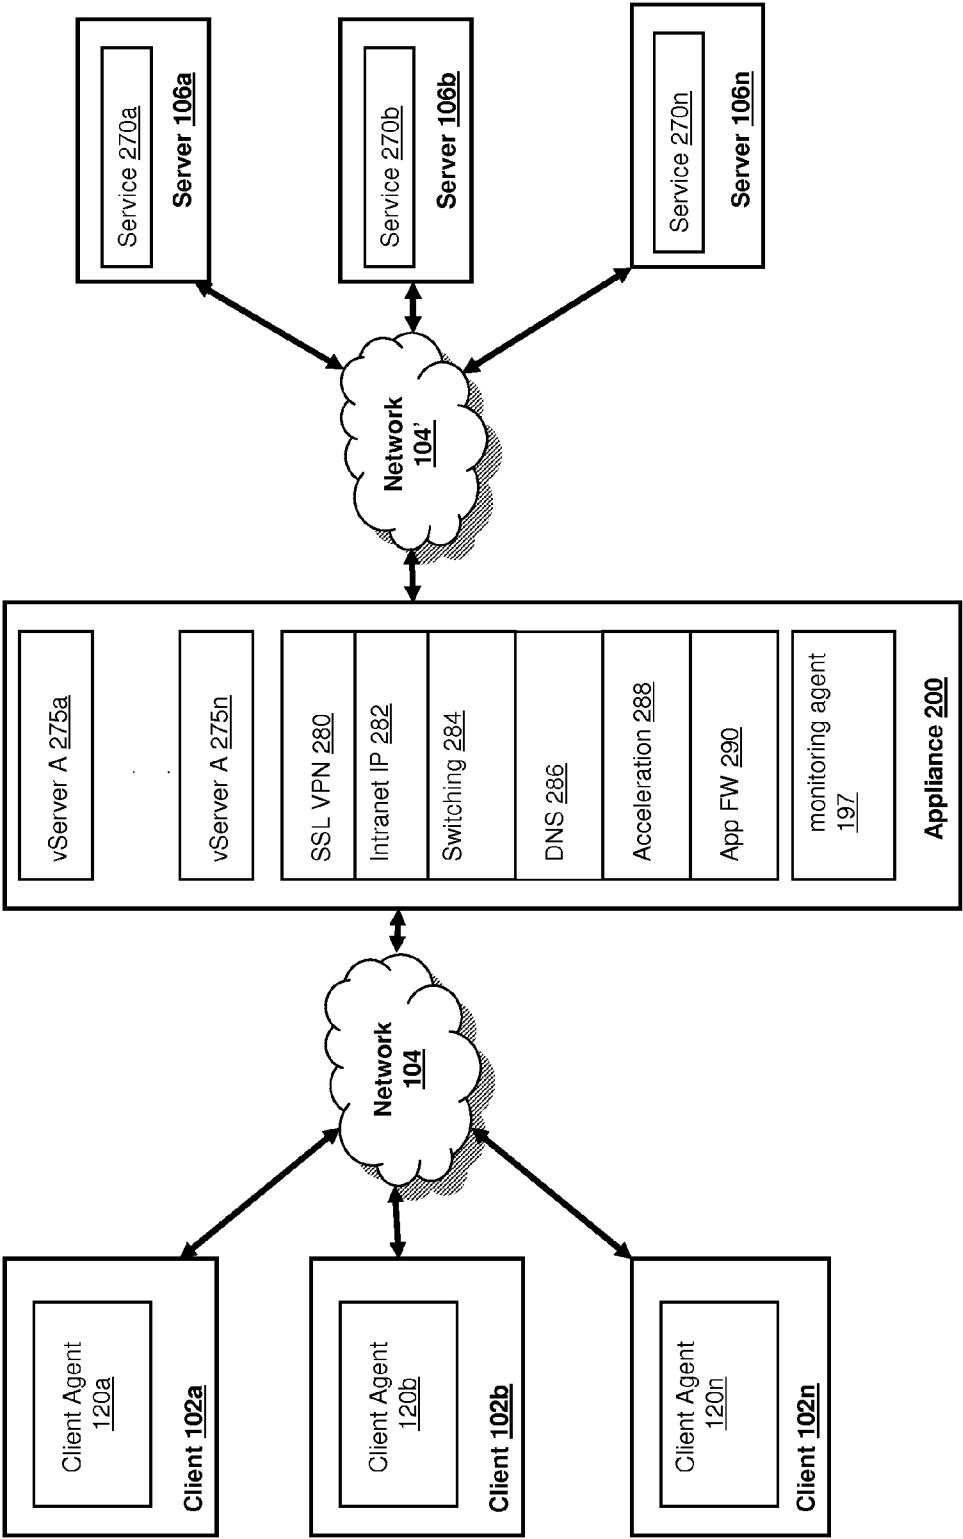 Client Agent
120a
Client 102a
Client Agent
120b
Client 102b
Client Agent
120n
Client 102n
Network
104
vServer A 275a
vServer A 275n
SSL VPN 280
Intranet IP 282
Switching 284
DNS 286
Acceleration 288
App FW 290
monitoring agent
197
Appliance 200
Network
104'
Service 270a
Server 106a
Service 270b
Server 106b
Service 270n
Server 106n